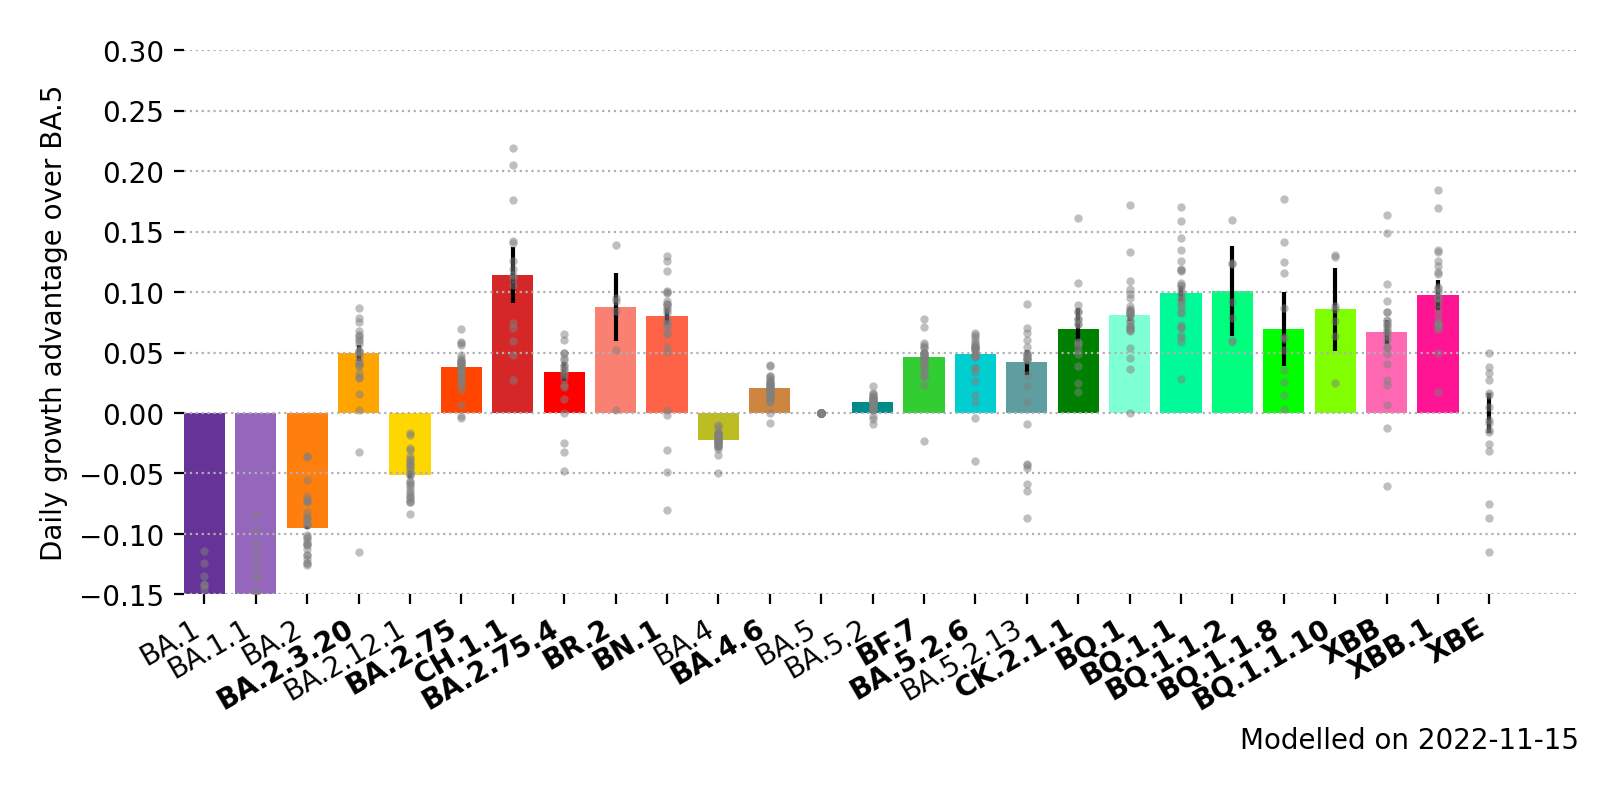 Daily growth advantage over BA.5
0.30
0.25
0.20
0.15
0.10
0.05
0.00
−0.05
−0.10
−0.15
BA.1
BA.1.1
BA.2
BA.2.3.20
BA.2.12.1
BA.2.75
CH.1.1
BA.2.75.4
BR.2
BN.1
BA.4
BA.4.6
BA.5
BA.5.2
BF.7
BA.5.2.6
BA.5.2.13
CK.2.1.1
BQ.1
BQ.1.1
BQ.1.1.2
BQ.1.1.8
BQ.1.1.10
XBB
XBB.1
XBE
Modelled on 2022-11-15